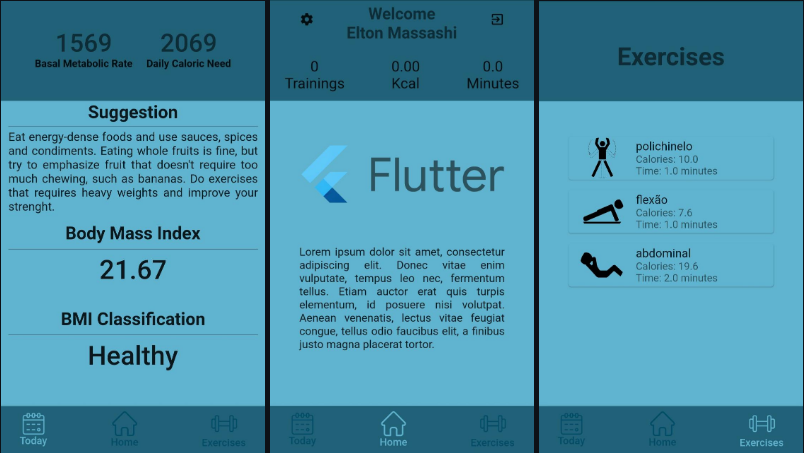 1569 2069
Basal Metabolic Rate Daily Caloric Need
Suggestion
Eat energy-dense foods and use sauces, spices
and condiments. Eating whole fruits is fine, but
try to emphasize fruit that doesn't require too
much chewing, such as bananas. Do exercises
that requires heavy weights and improve your
strenght.
Body Mass Index
21.67
BMI Classification
Healthy
Today Home Exercises
Welcome
Elton Massashi
0 0.00 0.0
Trainings Kcal Minutes
Flutter
Lorem ipsum dolor sit amet, consectetur
adipiscing elit. Donec vitae enim
vulputate, tempus leo nec, fermentum
tellus. Etiam auctor erat quis turpis
elementum, id posuere nisi volutpat.
Aenean venenatis, lectus vitae feugiat
congue, tellus odio faucibus elit, a finibus
justo magna placerat tortor.
Today Home Exercises
Exercises
polichinelo
Calories: 10.0
Time: 1.0 minutes
flexão
Calories: 7.6
Time: 1.0 minutes
abdominal
Calories: 19.6
Time: 2.0 minutes
Today Home Exercises